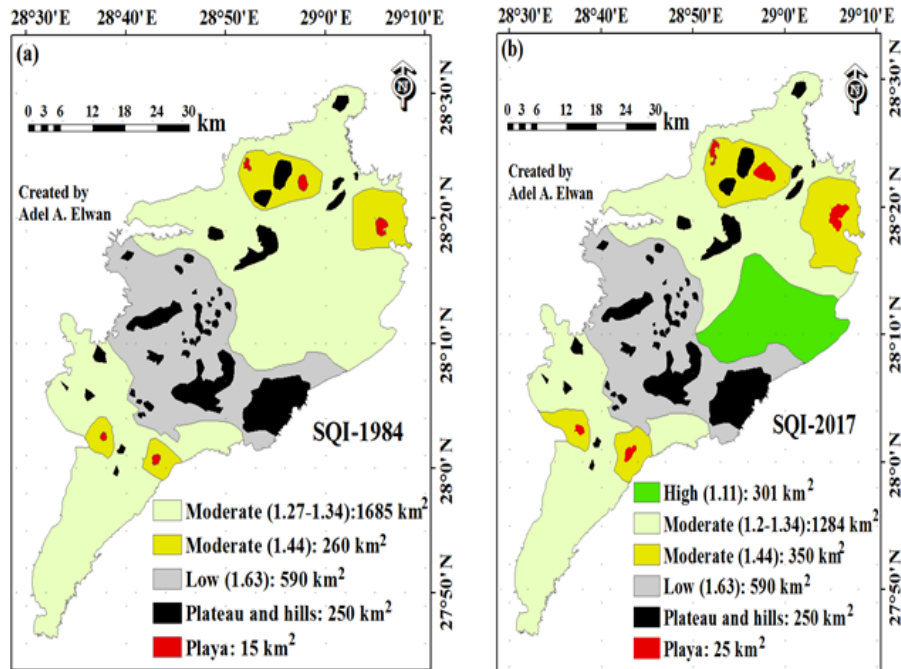 28°30'E 28°40'E 28°50'E 29°0'E 29°10'E
(a)
N
28°30' N
0 3 6 12 18 24 30
km
Created by
Adel A. Elwan
28°20' N
28°10' N
SQI-1984
28°0' N
Moderate (1.27-1.34):1685 km²
Moderate (1.44): 260 km²
Low (1.63): 590 km²
Plateau and hills: 250 km²
Playa: 15 km²
27°50' N
28°30'E 28°40'E 28°50'E 29°0'E 29°10'E
(b)
N
28°30' N
0 3 6 12 18 24 30
km
Created by
Adel A. Elwan
28°20' N
28°10' N
SQI-2017
28°0' N
High (1.11): 301 km²
Moderate (1.2-1.34):1284 km²
Moderate (1.44): 350 km²
Low (1.63): 590 km²
Plateau and hills: 250 km²
Playa: 25 km²
27°50' N